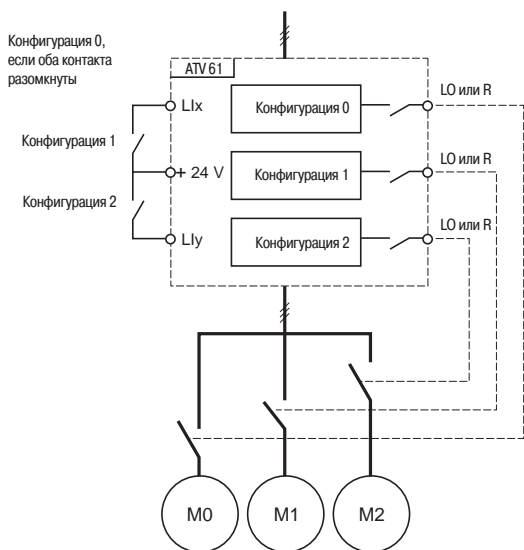 Конфигурация 0,
если оба контакта
разомкнуты
ATV 61
LIx
Конфигурация 0
LO или R
Конфигурация 1
+ 24 V
Конфигурация 1
LO или R
Конфигурация 2
LIy
Конфигурация 2
LO или R
M0
M1
M2